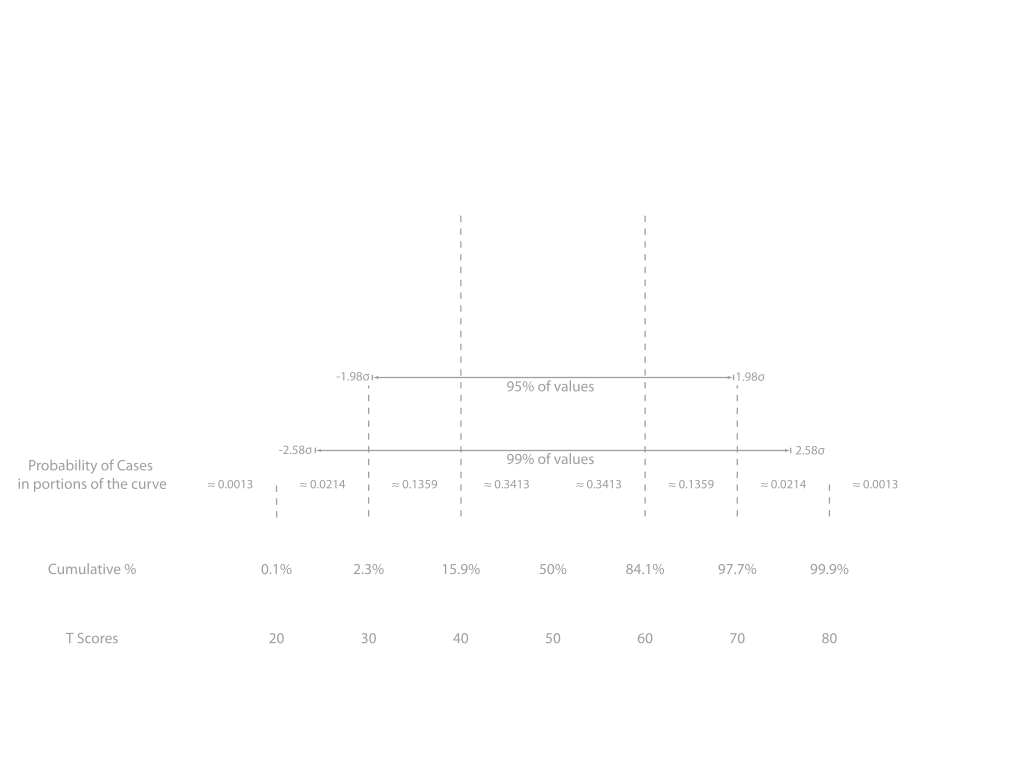 -1.98σ 1.98σ
95% of values
-2.58σ 2.58σ
99% of values
Probability of Cases
in portions of the curve ≈ 0.0013 ≈ 0.0214 ≈ 0.1359 ≈ 0.3413 ≈ 0.3413 ≈ 0.1359 ≈ 0.0214 ≈ 0.0013
Cumulative % 0.1% 2.3% 15.9% 50% 84.1% 97.7% 99.9%
T Scores 20 30 40 50 60 70 80